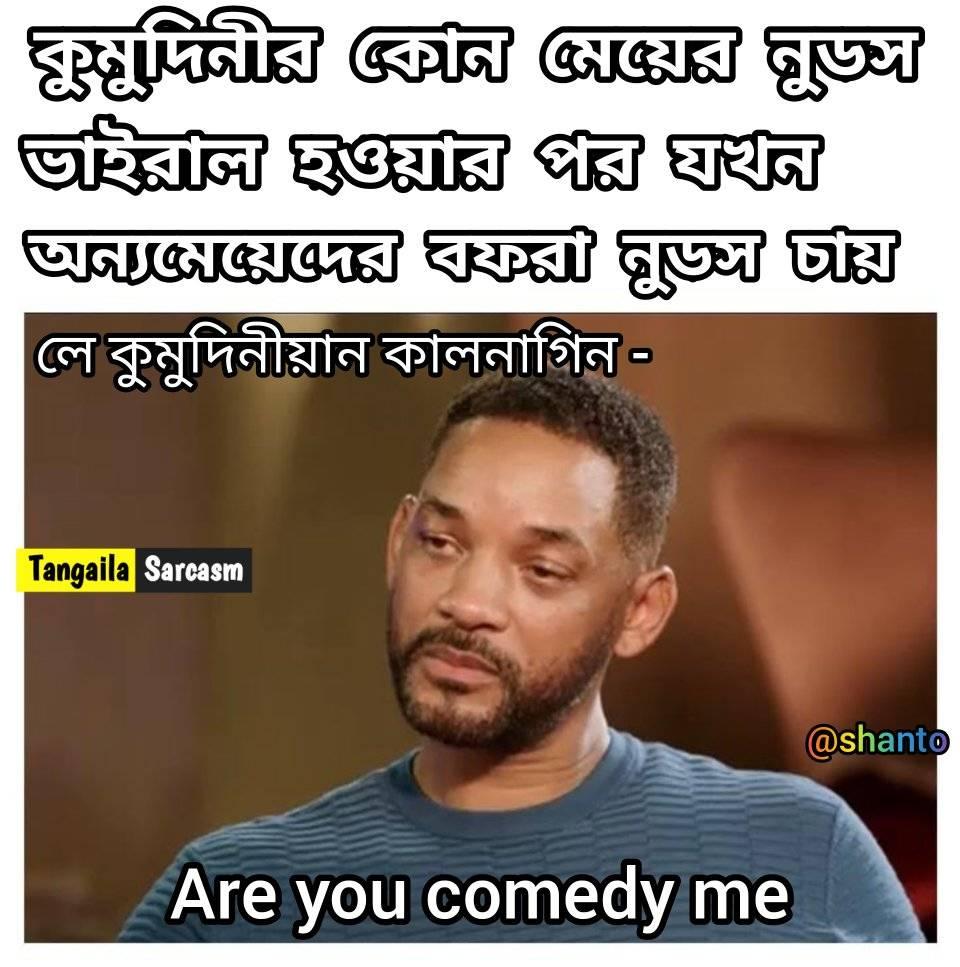 কুমুদিনীর কোন মেয়ের নুডস
ভাইরাল হওয়ার পর যখন
অন্যমেয়েদের বফরা নুডস চায়
লে কুমুদিনীয়ান কালনাগিন -
Tangaila Sarcasm
@shanto
Are you comedy me